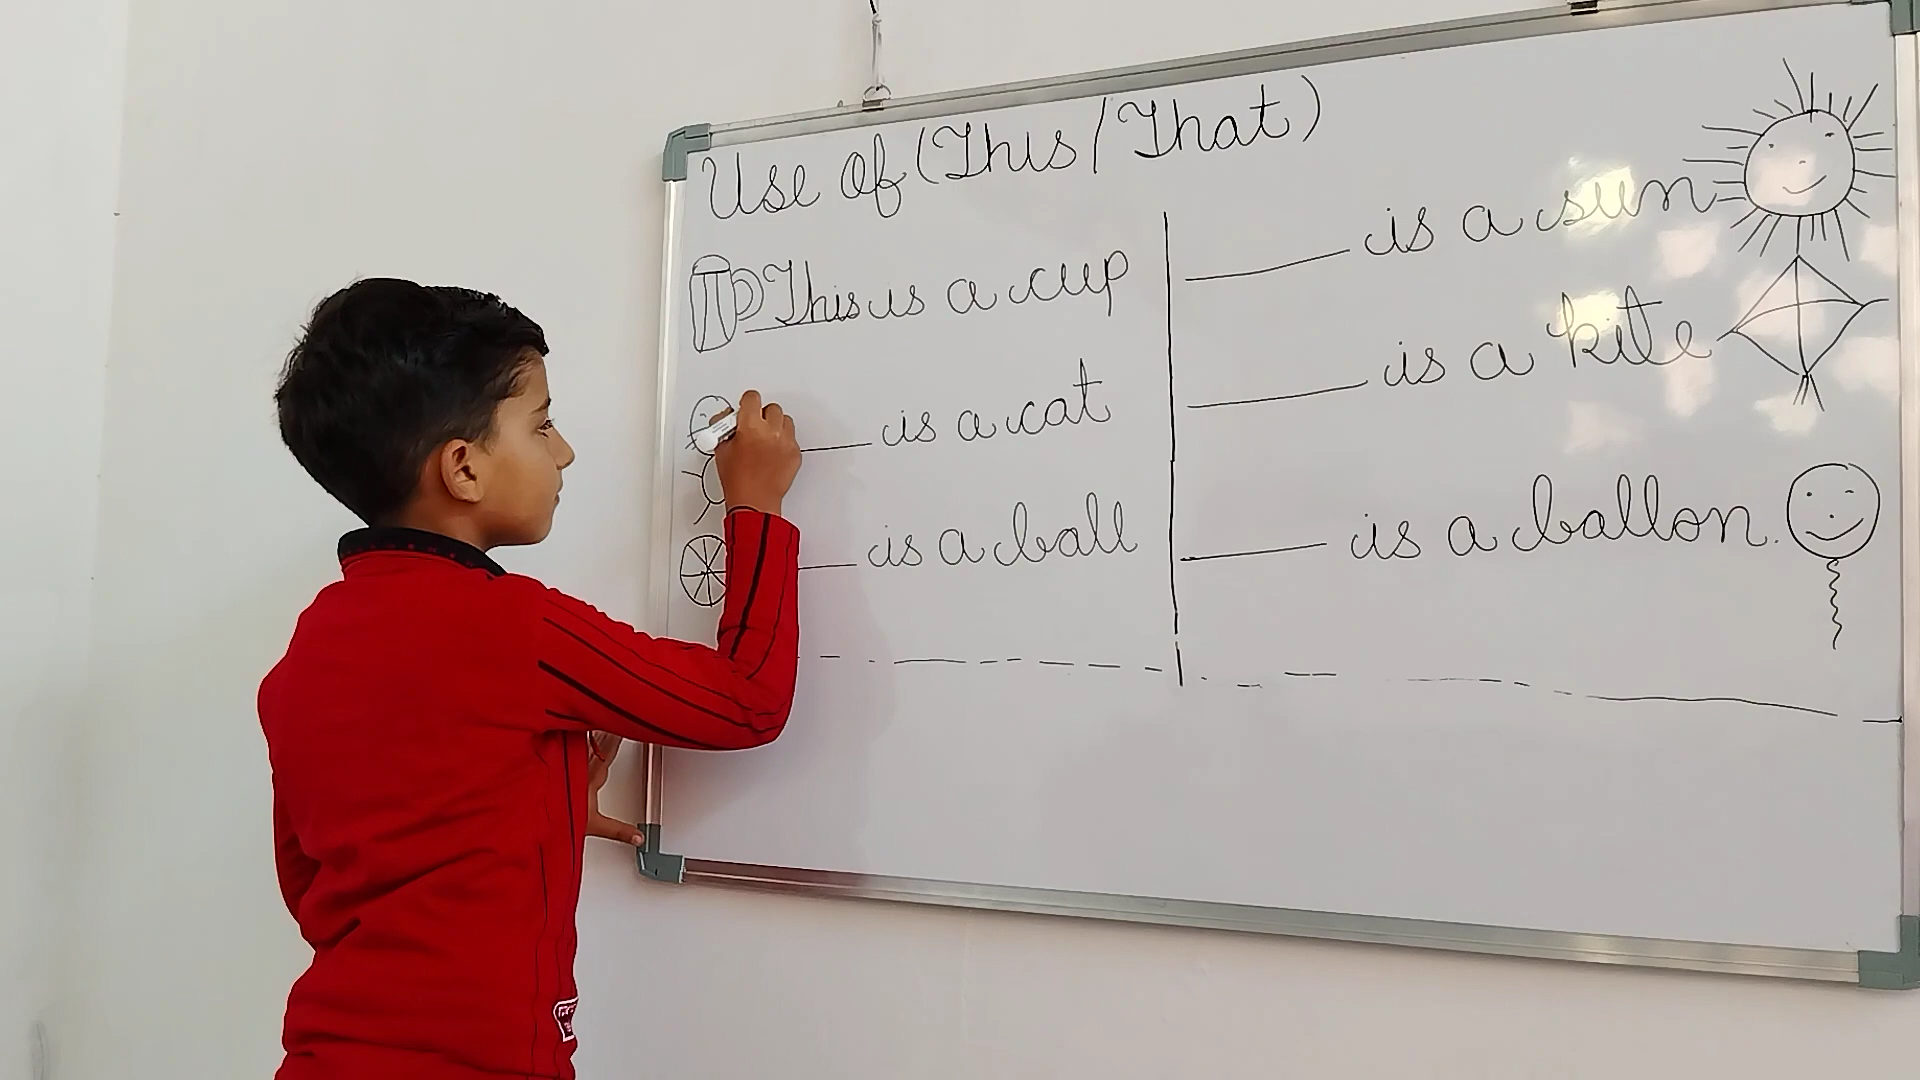 Use of (This/That)
This is a cup
____ is a cat
____ is a ball
____ is a sun
____ is a kite
____ is a ballon.